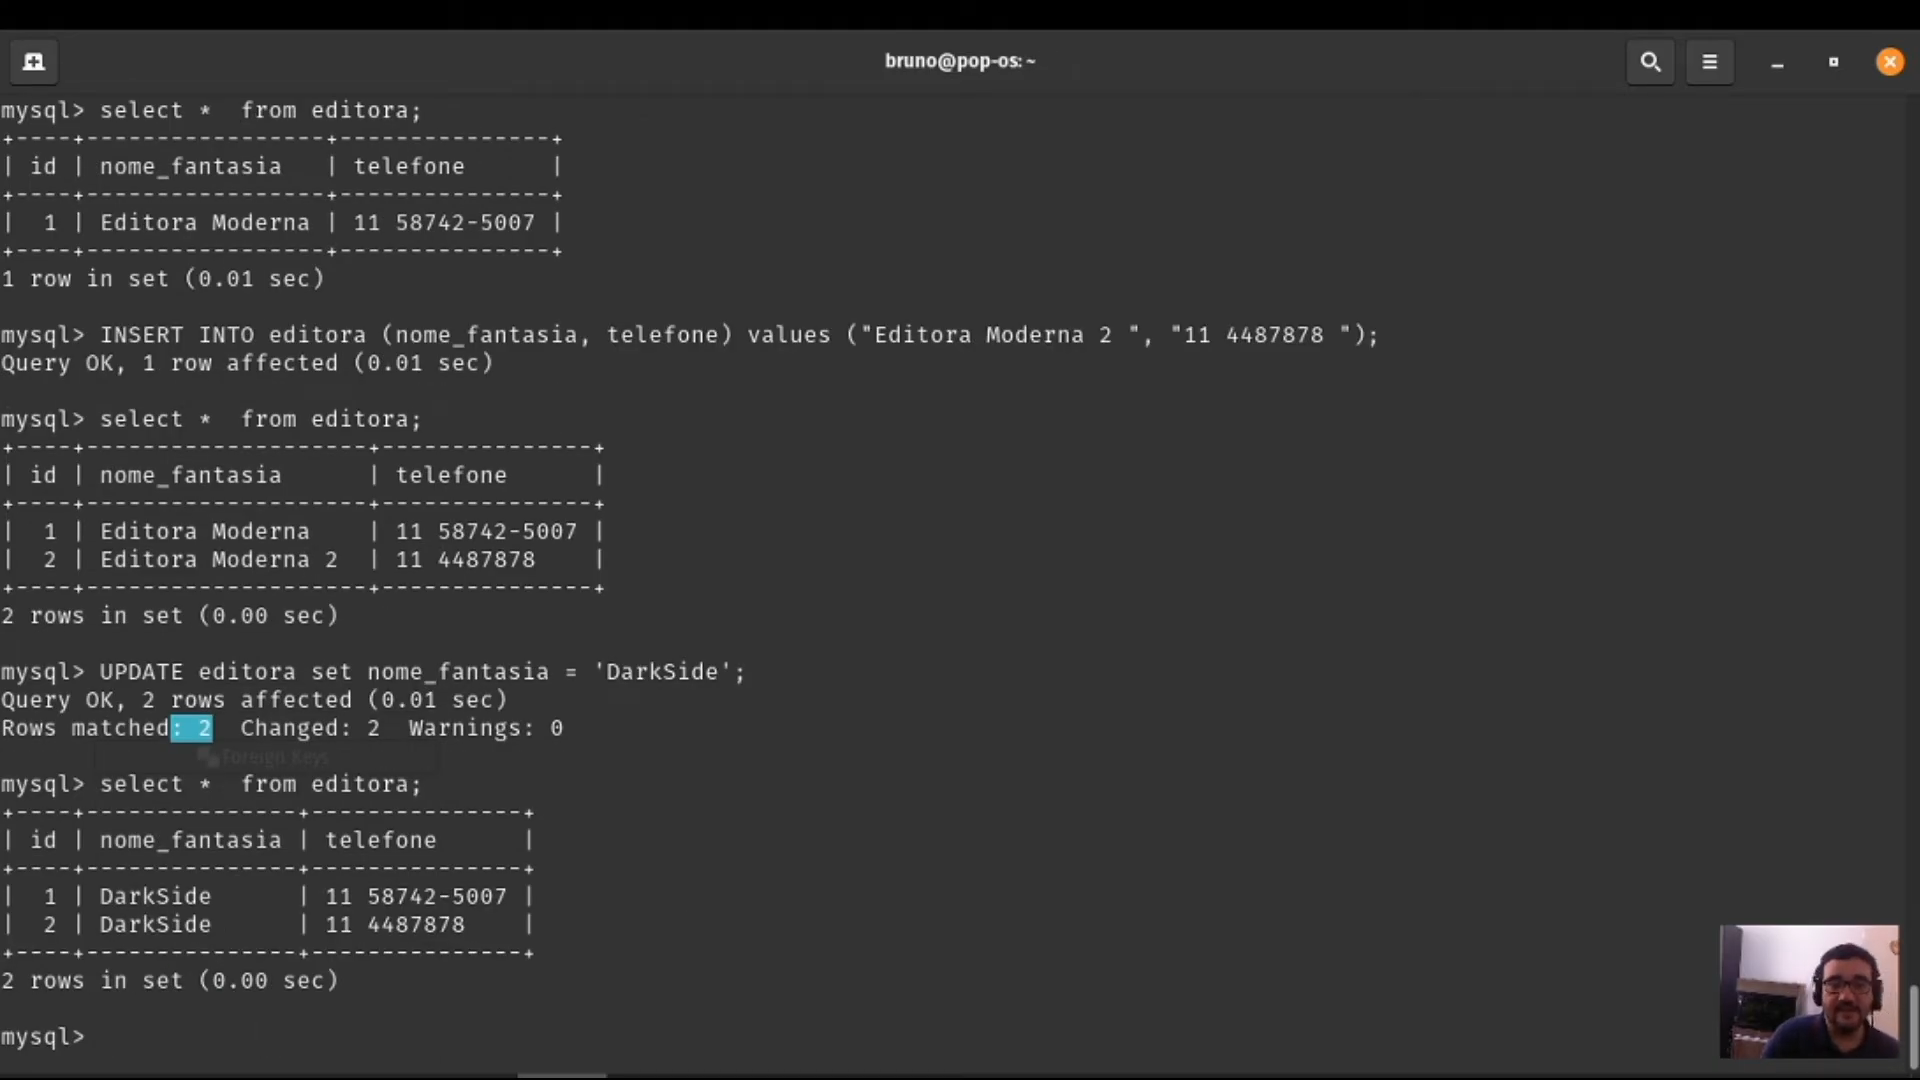 bruno@pop-os: ~
mysql> select *  from editora;
+----+-----------------+---------------+
| id | nome_fantasia   | telefone      |
+----+-----------------+---------------+
|  1 | Editora Moderna | 11 58742-5007 |
+----+-----------------+---------------+
1 row in set (0.01 sec)
mysql> INSERT INTO editora (nome_fantasia, telefone) values ("Editora Moderna 2 ", "11 4487878 ");
Query OK, 1 row affected (0.01 sec)
mysql> select *  from editora;
+----+--------------------+---------------+
| id | nome_fantasia      | telefone      |
+----+--------------------+---------------+
|  1 | Editora Moderna    | 11 58742-5007 |
|  2 | Editora Moderna 2  | 11 4487878    |
+----+--------------------+---------------+
2 rows in set (0.00 sec)
mysql> UPDATE editora set nome_fantasia = 'DarkSide';
Query OK, 2 rows affected (0.01 sec)
Rows matched: 2  Changed: 2  Warnings: 0
Foreign Keys
mysql> select *  from editora;
+----+---------------+---------------+
| id | nome_fantasia | telefone      |
+----+---------------+---------------+
|  1 | DarkSide      | 11 58742-5007 |
|  2 | DarkSide      | 11 4487878    |
+----+---------------+---------------+
2 rows in set (0.00 sec)
mysql>